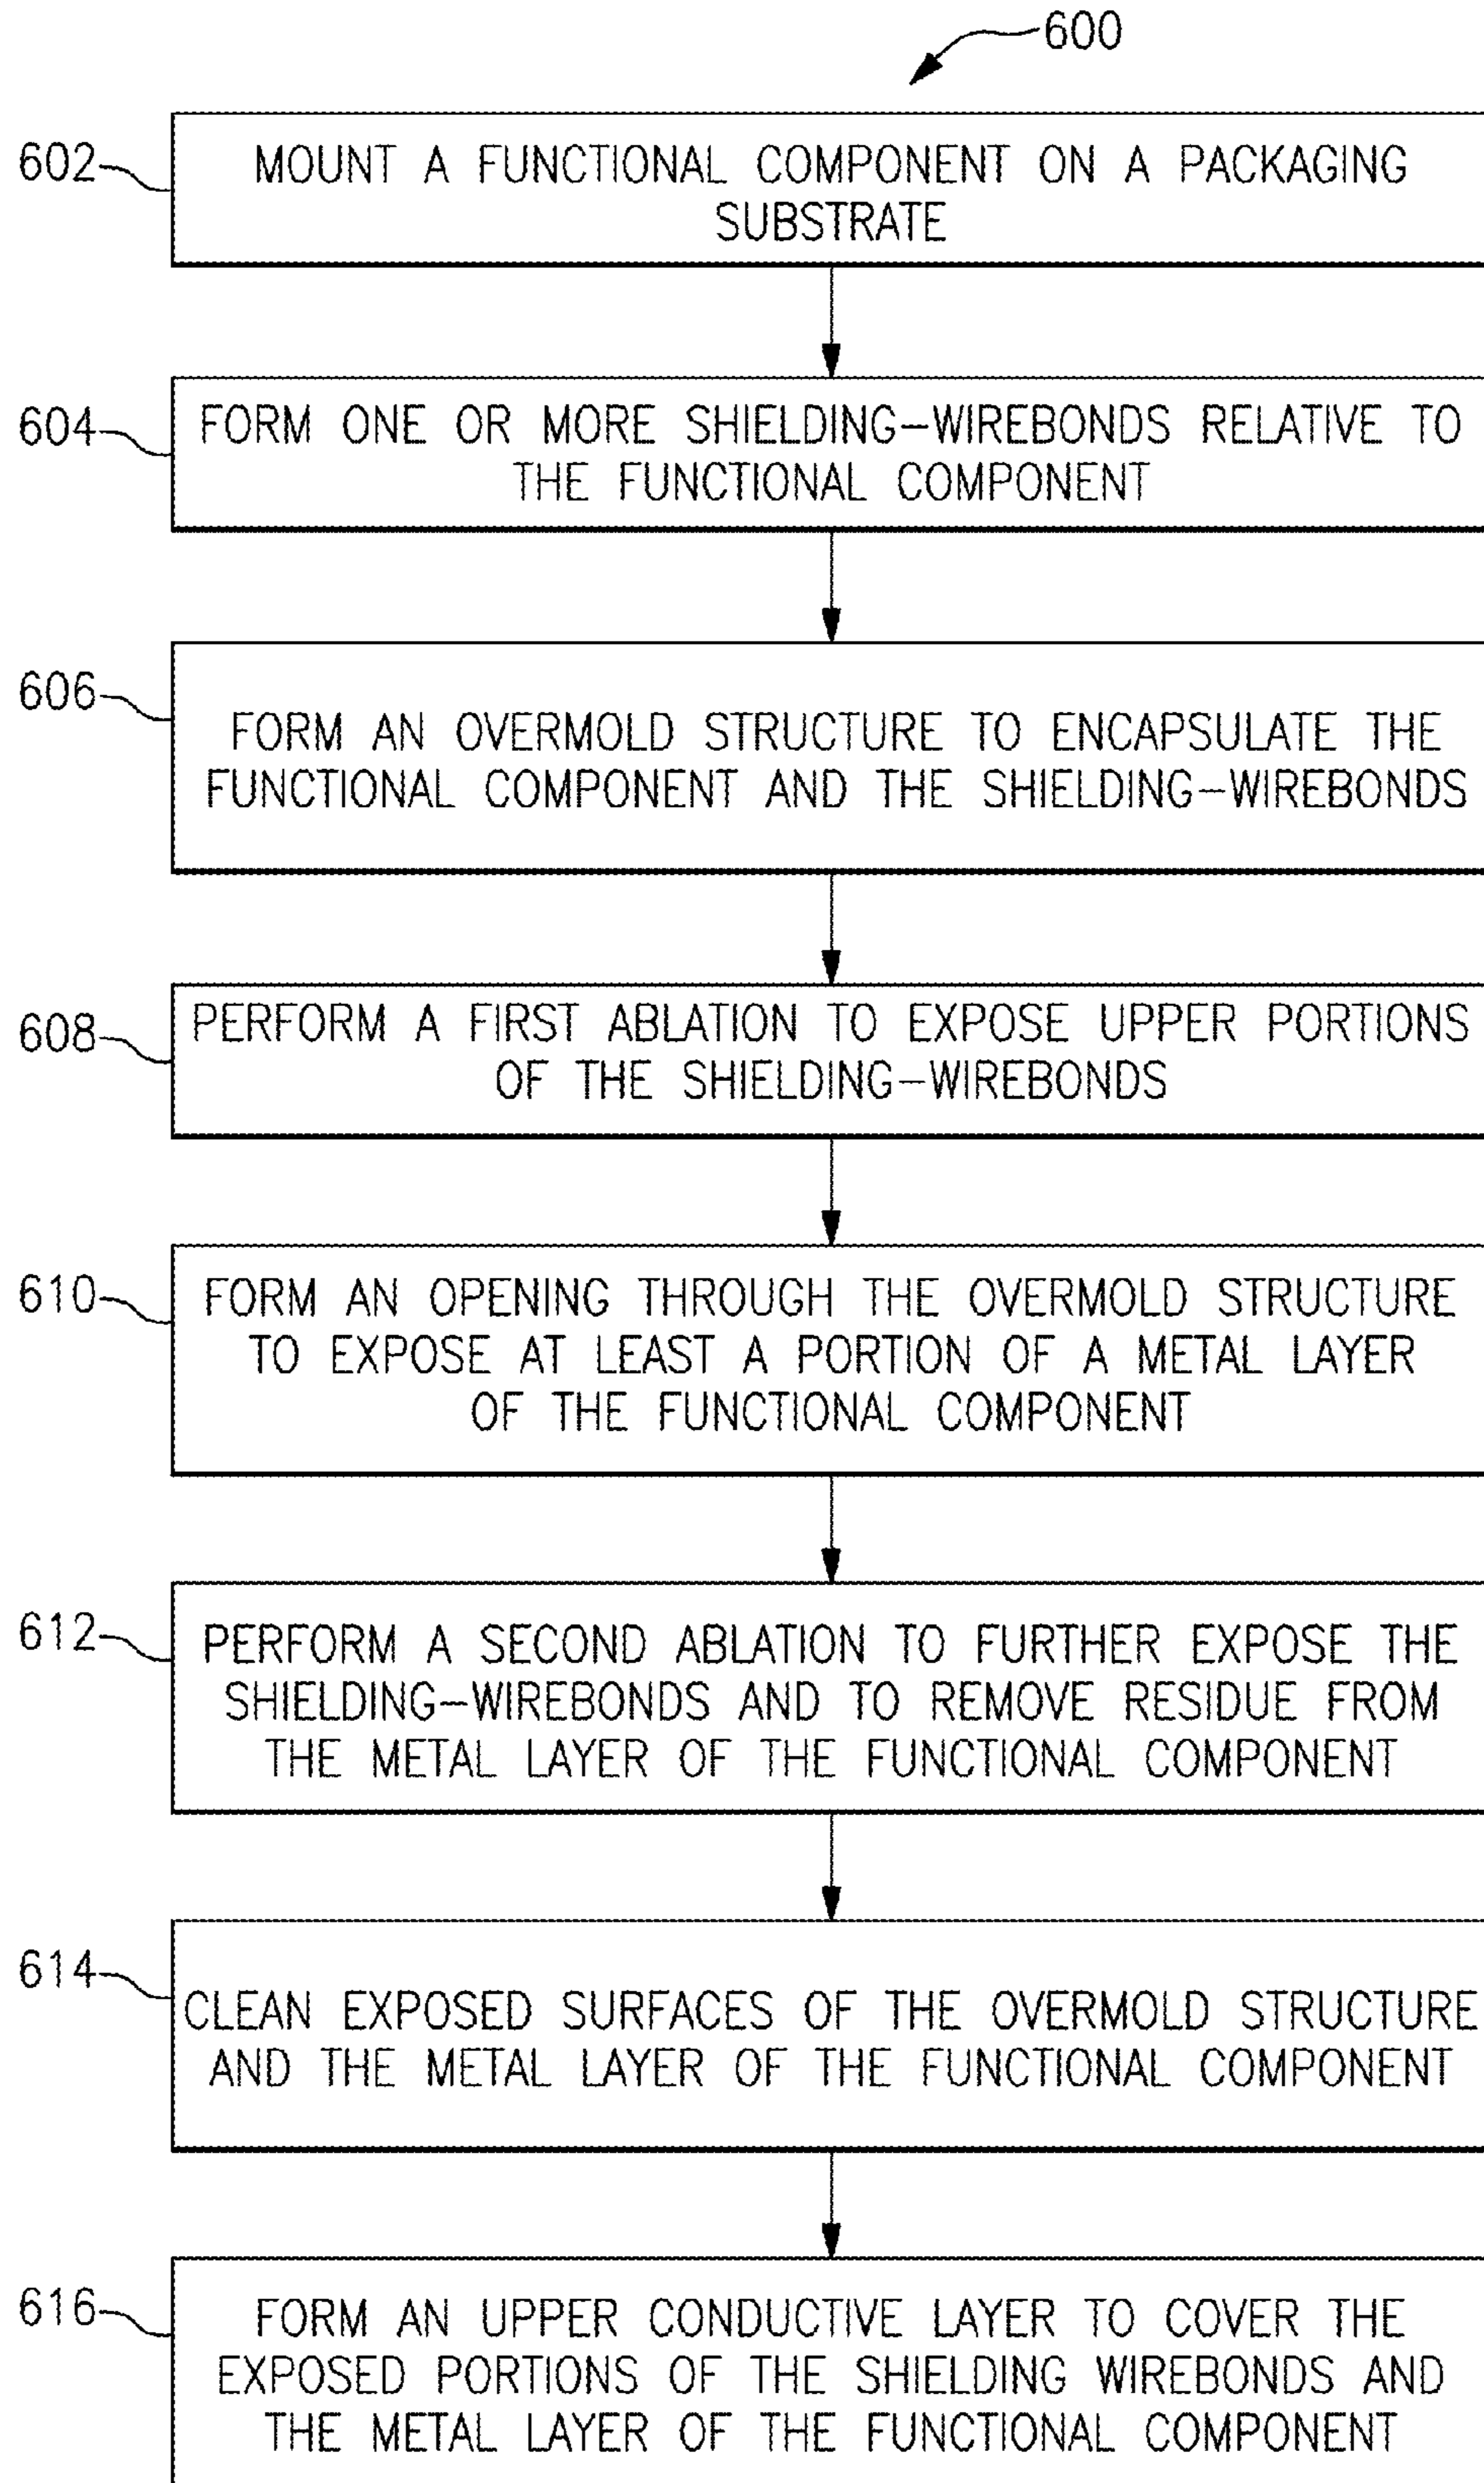 600
602
MOUNT A FUNCTIONAL COMPONENT ON A PACKAGING
SUBSTRATE
604
FORM ONE OR MORE SHIELDING-WIREBONDS RELATIVE TO
THE FUNCTIONAL COMPONENT
606
FORM AN OVERMOLD STRUCTURE TO ENCAPSULATE THE
FUNCTIONAL COMPONENT AND THE SHIELDING-WIREBONDS
608
PERFORM A FIRST ABLATION TO EXPOSE UPPER PORTIONS
OF THE SHIELDING-WIREBONDS
610
FORM AN OPENING THROUGH THE OVERMOLD STRUCTURE
TO EXPOSE AT LEAST A PORTION OF A METAL LAYER
OF THE FUNCTIONAL COMPONENT
612
PERFORM A SECOND ABLATION TO FURTHER EXPOSE THE
SHIELDING-WIREBONDS AND TO REMOVE RESIDUE FROM
THE METAL LAYER OF THE FUNCTIONAL COMPONENT
614
CLEAN EXPOSED SURFACES OF THE OVERMOLD STRUCTURE
AND THE METAL LAYER OF THE FUNCTIONAL COMPONENT
616
FORM AN UPPER CONDUCTIVE LAYER TO COVER THE
EXPOSED PORTIONS OF THE SHIELDING WIREBONDS AND
THE METAL LAYER OF THE FUNCTIONAL COMPONENT